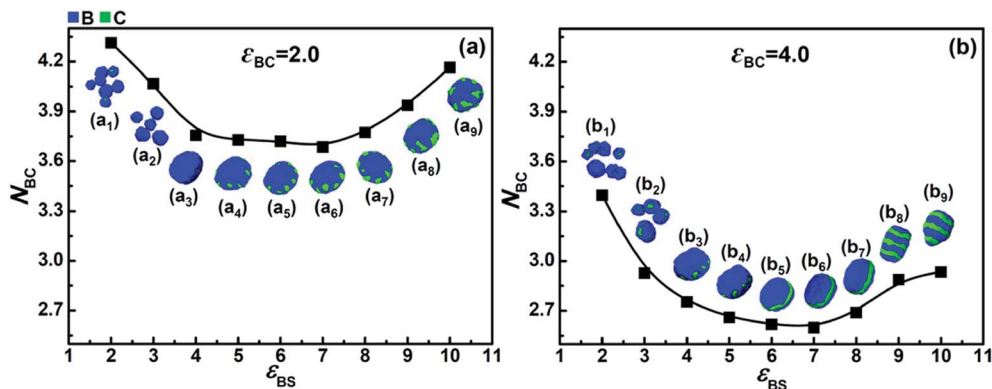 B C
(a)
ε_BC=2.0
N_BC
4.2
3.9
3.6
3.3
3.0
2.7
(a₁)
(a₂)
(a₃)
(a₄)
(a₅)
(a₆)
(a₇)
(a₈)
(a₉)
1 2 3 4 5 6 7 8 9 10 11
ε_BS
(b)
ε_BC=4.0
N_BC
4.2
3.9
3.6
3.3
3.0
2.7
(b₁)
(b₂)
(b₃)
(b₄)
(b₅)
(b₆)
(b₇)
(b₈)
(b₉)
1 2 3 4 5 6 7 8 9 10 11
ε_BS